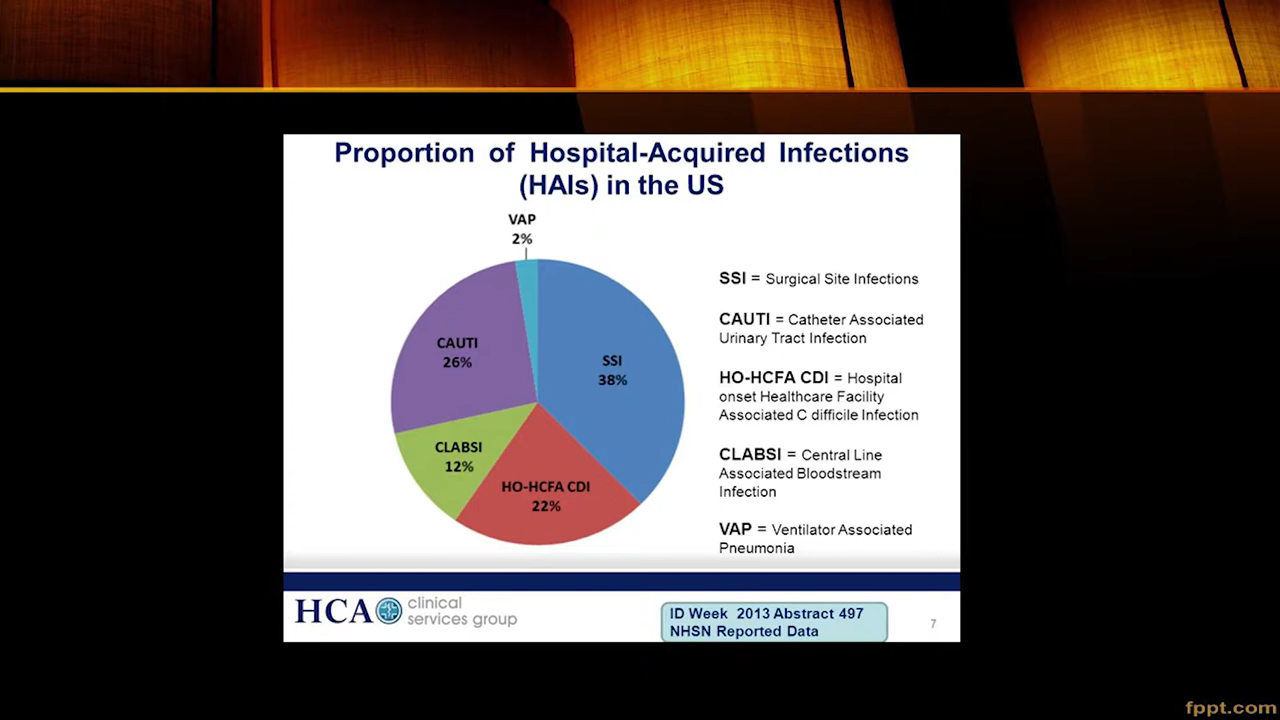 Proportion of Hospital-Acquired Infections
(HAIs) in the US
VAP
2%
CAUTI
26%
SSI
38%
CLABSI
12%
HO-HCFA CDI
22%
SSI = Surgical Site Infections
CAUTI = Catheter Associated
Urinary Tract Infection
HO-HCFA CDI = Hospital
onset Healthcare Facility
Associated C difficile Infection
CLABSI = Central Line
Associated Bloodstream
Infection
VAP = Ventilator Associated
Pneumonia
HCA
clinical
services group
ID Week 2013 Abstract 497
NHSN Reported Data
7
fppt.com